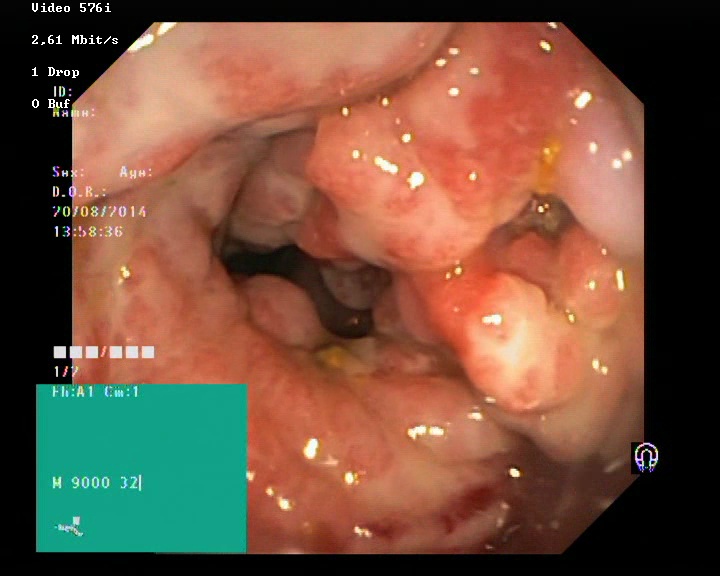 Video 576i
2,61 Mbit/s
1 Drop
ID:
0 Buf
Name:
Sex: Age:
D.O.B.:
20/08/2014
13:58:36
1/2
Eh:A1 Cm:1
M 9000 32